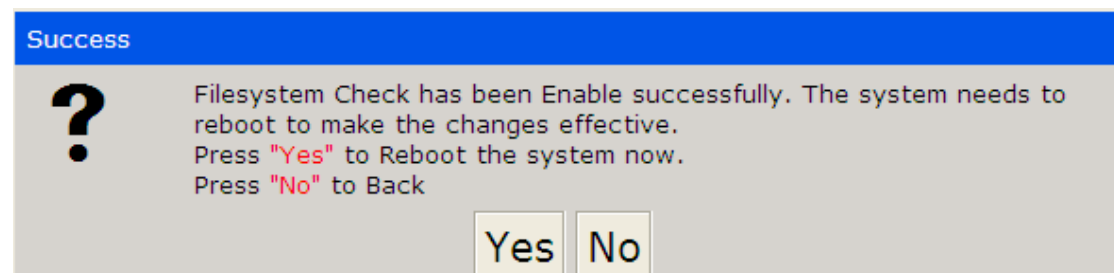 Success
Filesystem Check has been Enable successfully. The system needs to
reboot to make the changes effective.
Press "Yes" to Reboot the system now.
Press "No" to Back
Yes No